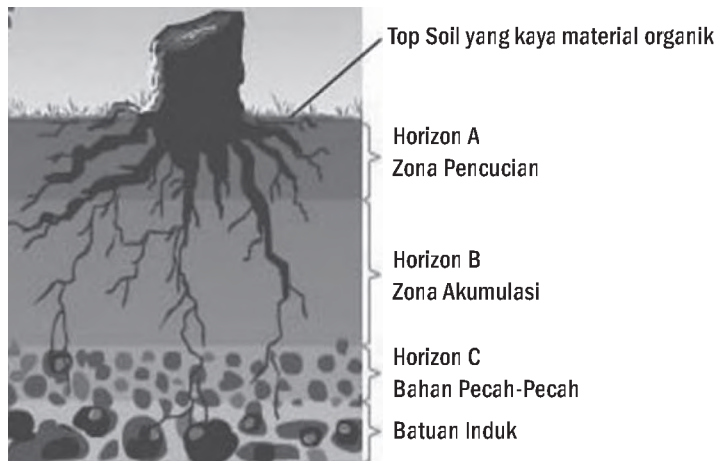 Top Soil yang kaya material organik
Horizon A
Zona Pencucian
Horizon B
Zona Akumulasi
Horizon C
Bahan Pecah-Pecah
Batuan Induk